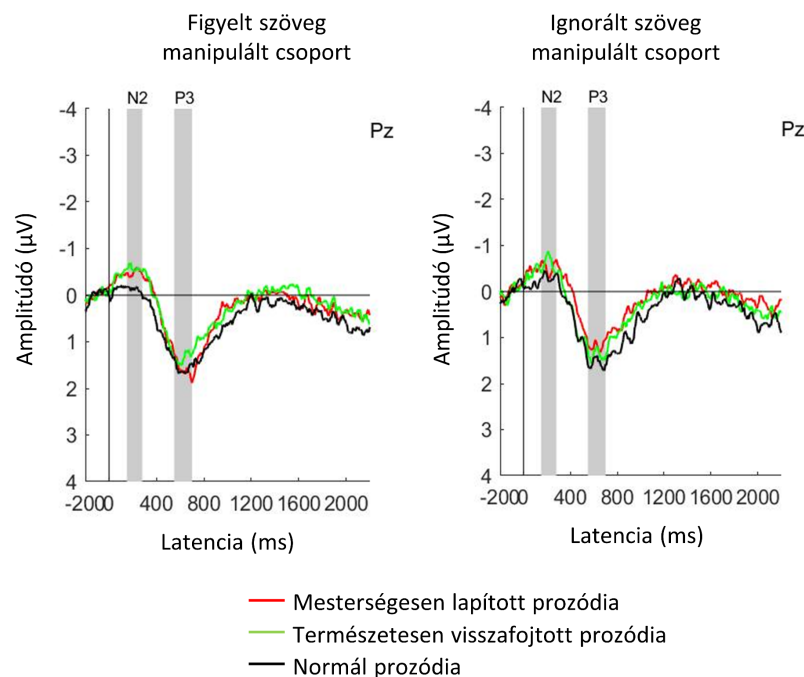 Figyelt szöveg
manipulált csoport
Ignorált szöveg
manipulált csoport
N2 P3
Pz
-4
-3
-2
-1
0
1
2
3
4
Amplitúdó (µV)
-2000 400 800 1200 1600 2000
Latencia (ms)
N2 P3
Pz
-4
-3
-2
-1
0
1
2
3
4
Amplitúdó (µV)
-2000 400 800 1200 1600 2000
Latencia (ms)
Mesterségesen lapított prozódia
Természetesen visszafojtott prozódia
Normál prozódia